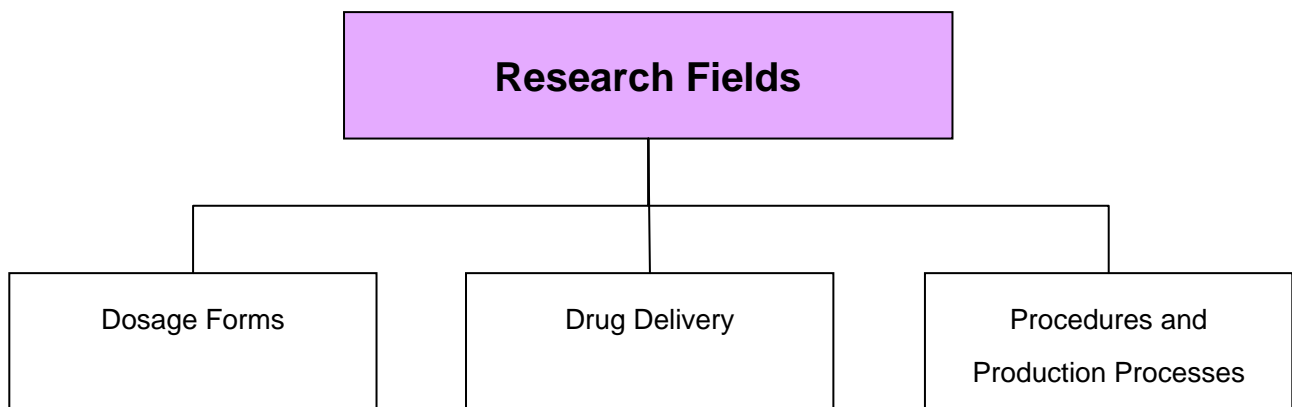 Research Fields
Dosage Forms
Drug Delivery
Procedures and
Production Processes